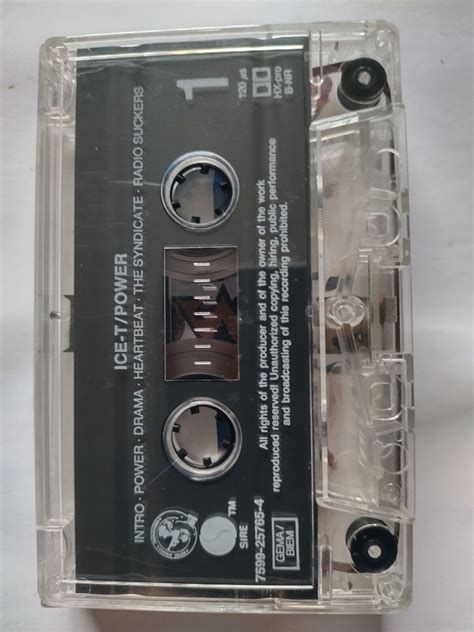 ICE-T/POWER
INTRO · POWER · DRAMA · HEARTBEAT · THE SYNDICATE · RADIO SUCKERS
1
120 µs
HX-pro
B-NR
SIRE
TM
7599-25765-4
All rights of the producer and of the owner of the work
reproduced reserved! Unauthorized copying, hiring, public performance
and broadcasting of this recording prohibited.
GEMA/
BIEM